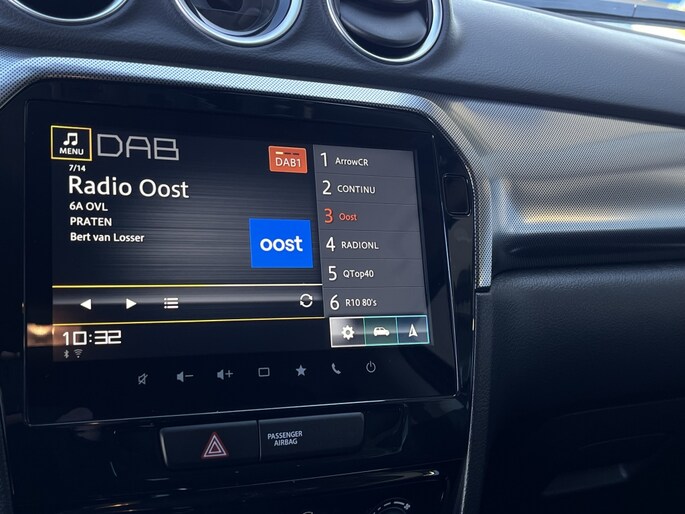 MENU
DAB
DAB1
7/14
Radio Oost
6A OVL
PRATEN
Bert van Losser
oost
1 ArrowCR
2 CONTINU
3 Oost
4 RADIONL
5 QTop40
6 R10 80's
10:32
PASSENGER
AIRBAG